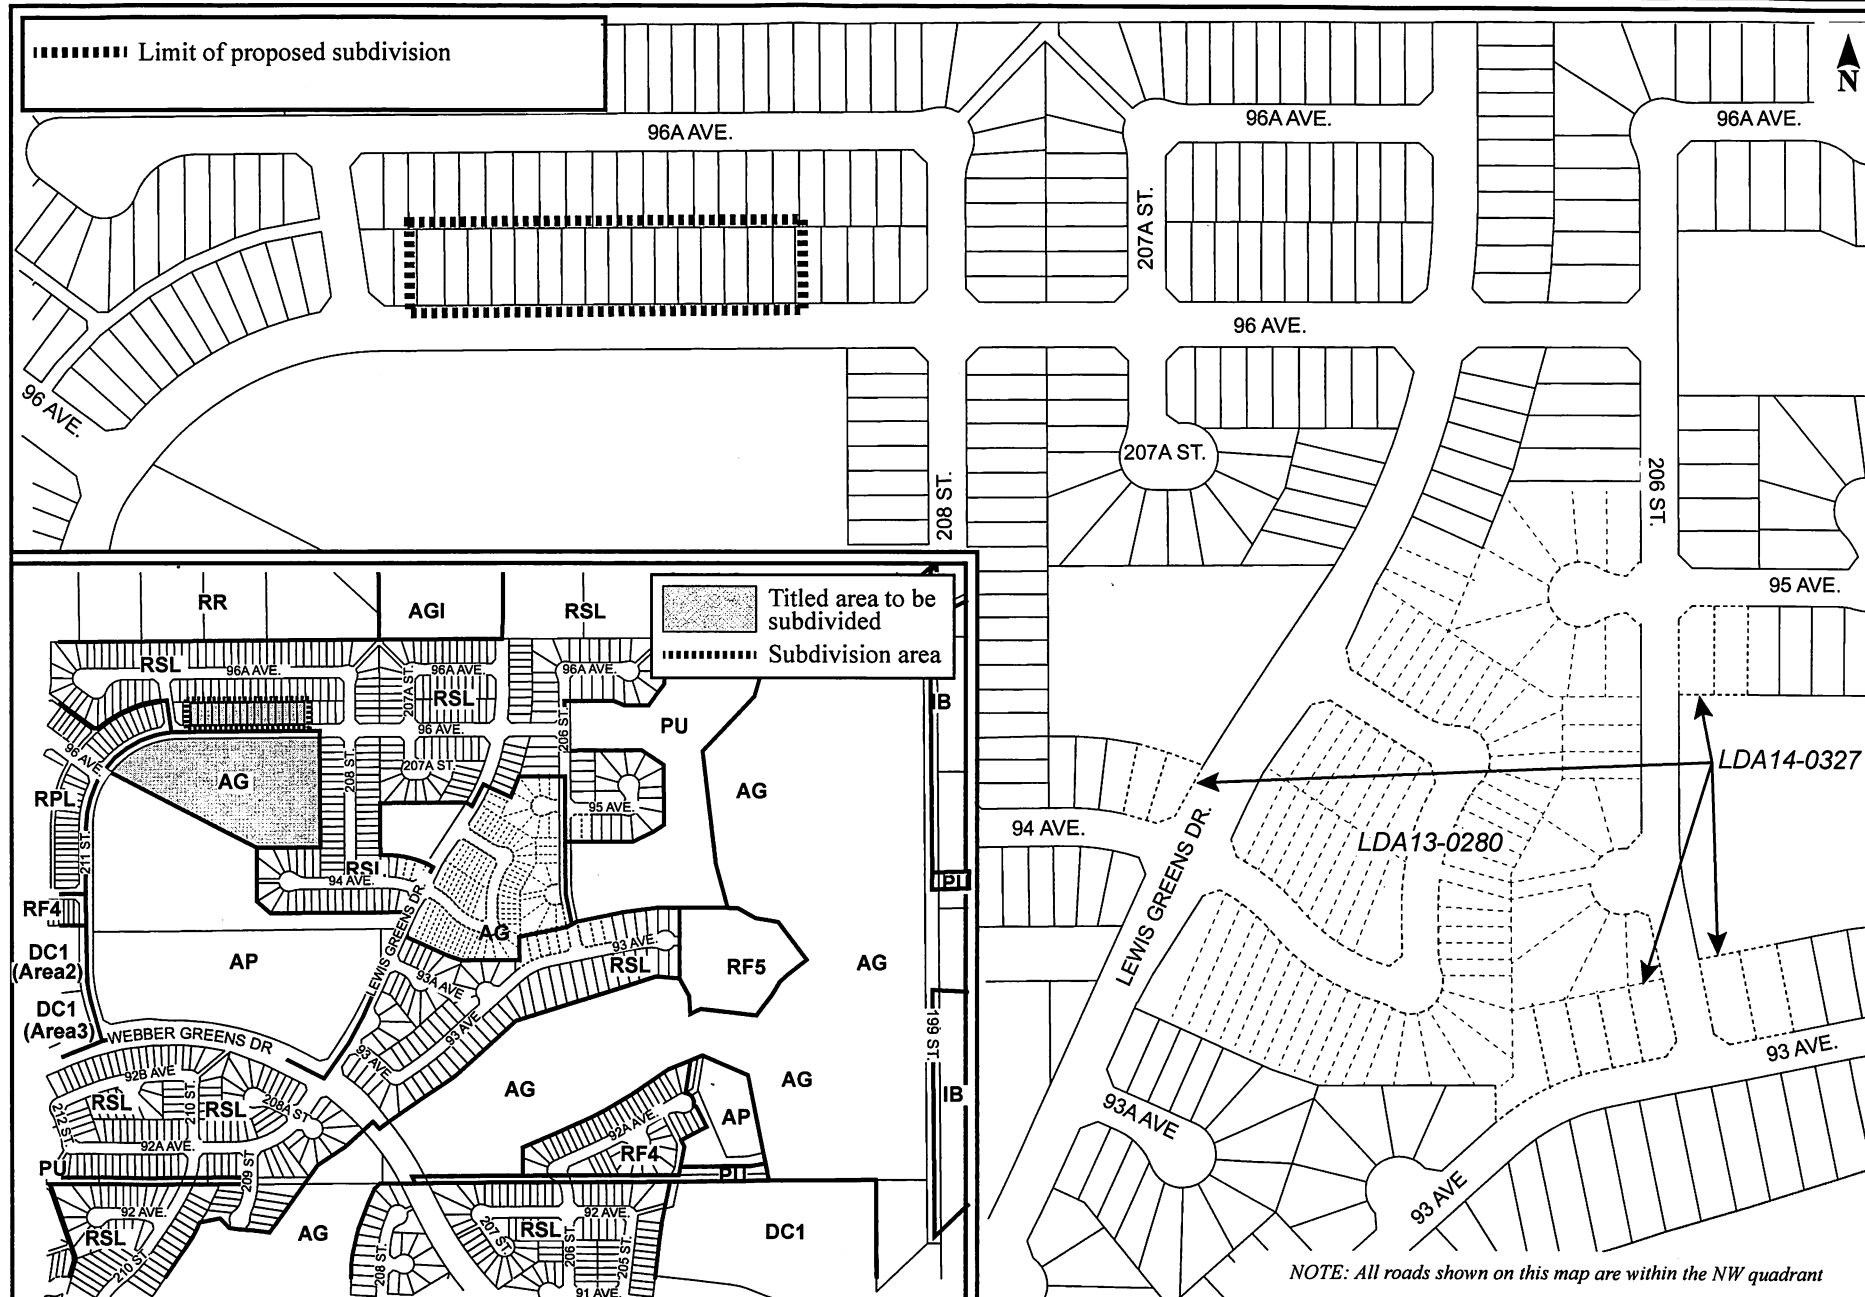 Limit of proposed subdivision
N
96A AVE.
96A AVE.
96A AVE.
207A ST.
96 AVE.
96 AVE.
207A ST.
208 ST.
206 ST.
95 AVE.
LDA14-0327
LDA13-0280
94 AVE.
LEWIS GREENS DR.
93 AVE.
93A AVE
93 AVE
NOTE: All roads shown on this map are within the NW quadrant
Titled area to be
subdivided
Subdivision area
RR
AGI
RSL
RSL
96A AVE.
96A AVE.
96A AVE.
207A ST.
RSL
IB
96 AVE.
206 ST.
PU
96 AVE.
208 ST.
207A ST.
AG
AG
RPL
95 AVE.
211 ST.
RSL
94 AVE.
PI
RF4
LEWIS GREENS DR.
AG
93 AVE.
DC1
(Area2)
AP
RSL
RF5
AG
93A AVE
DC1
(Area3)
199 ST.
WEBBER GREENS DR
93 AVE
93 AVE
92B AVE
AG
AG
RSL
210 ST.
RSL
208A ST
IB
212 ST.
92A AVE
AP
92A AVE.
RF4
PU
209 ST
PU
92 AVE.
RSL
210 ST.
AG
208 ST.
207 ST.
RSL
206 ST.
92 AVE.
205 ST.
DC1
91 AVE.